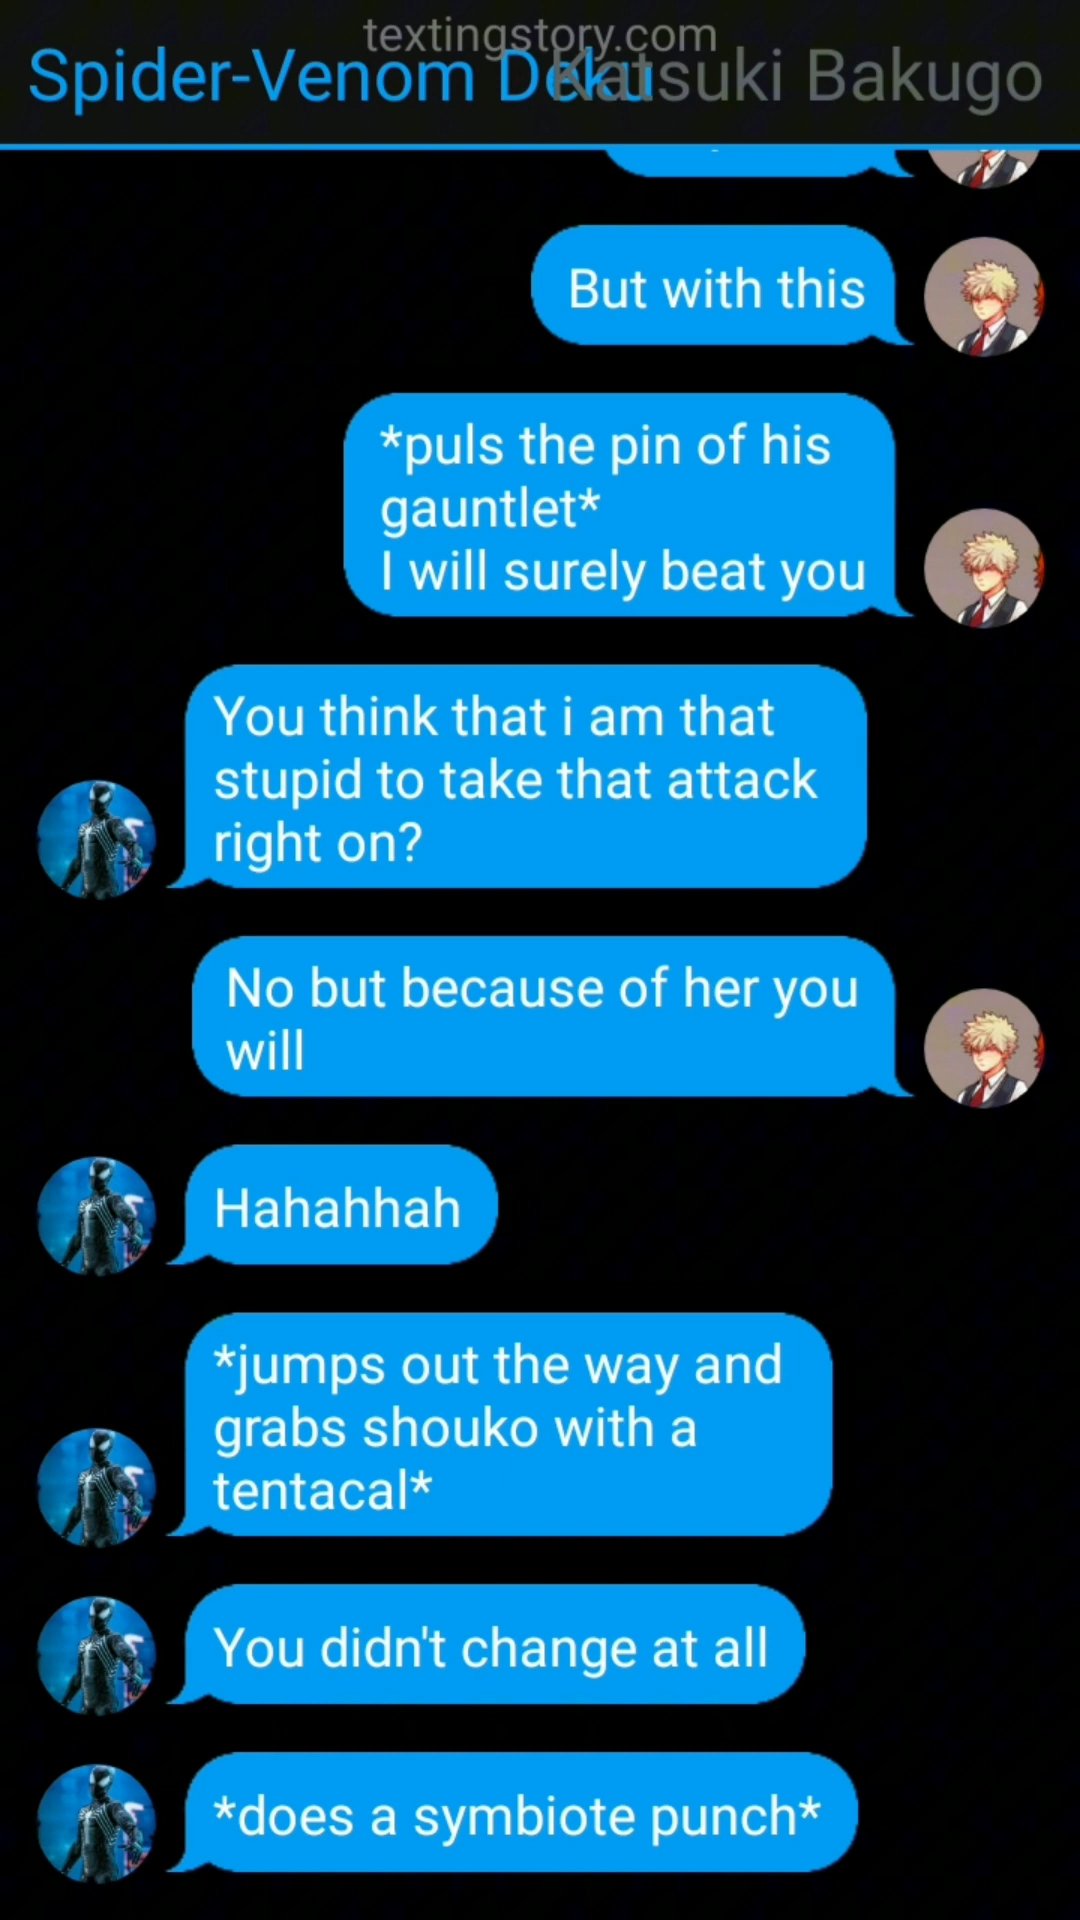 textingstory.com
Spider-Venom Deku Katsuki Bakugo
But with this
*puls the pin of his
gauntlet*
I will surely beat you
You think that i am that
stupid to take that attack
right on?
No but because of her you
will
Hahahhah
*jumps out the way and
grabs shouko with a
tentacal*
You didn't change at all
*does a symbiote punch*